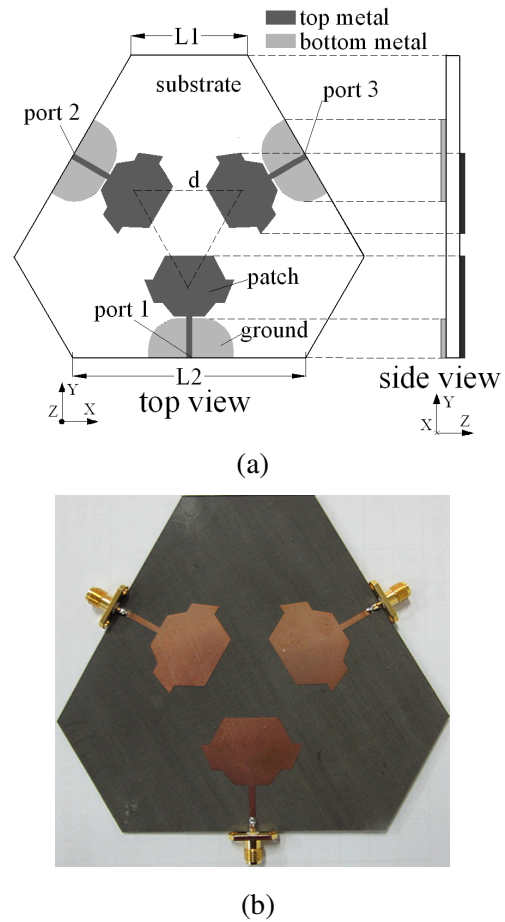 L1
top metal
bottom metal
substrate
port 2
port 3
d
patch
port 1
ground
L2
side view
top view
Y
Z
X
Y
X
Z
(a)
(b)